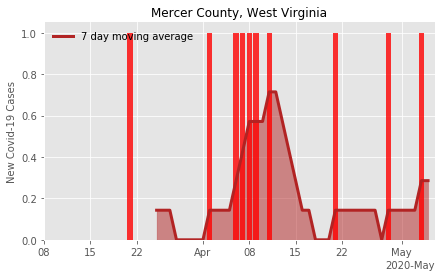 Mercer County, West Virginia
7 day moving average
New Covid-19 Cases
1.0
0.8
0.6
0.4
0.2
0.0
08
15
22
Apr
08
15
22
May
2020-May